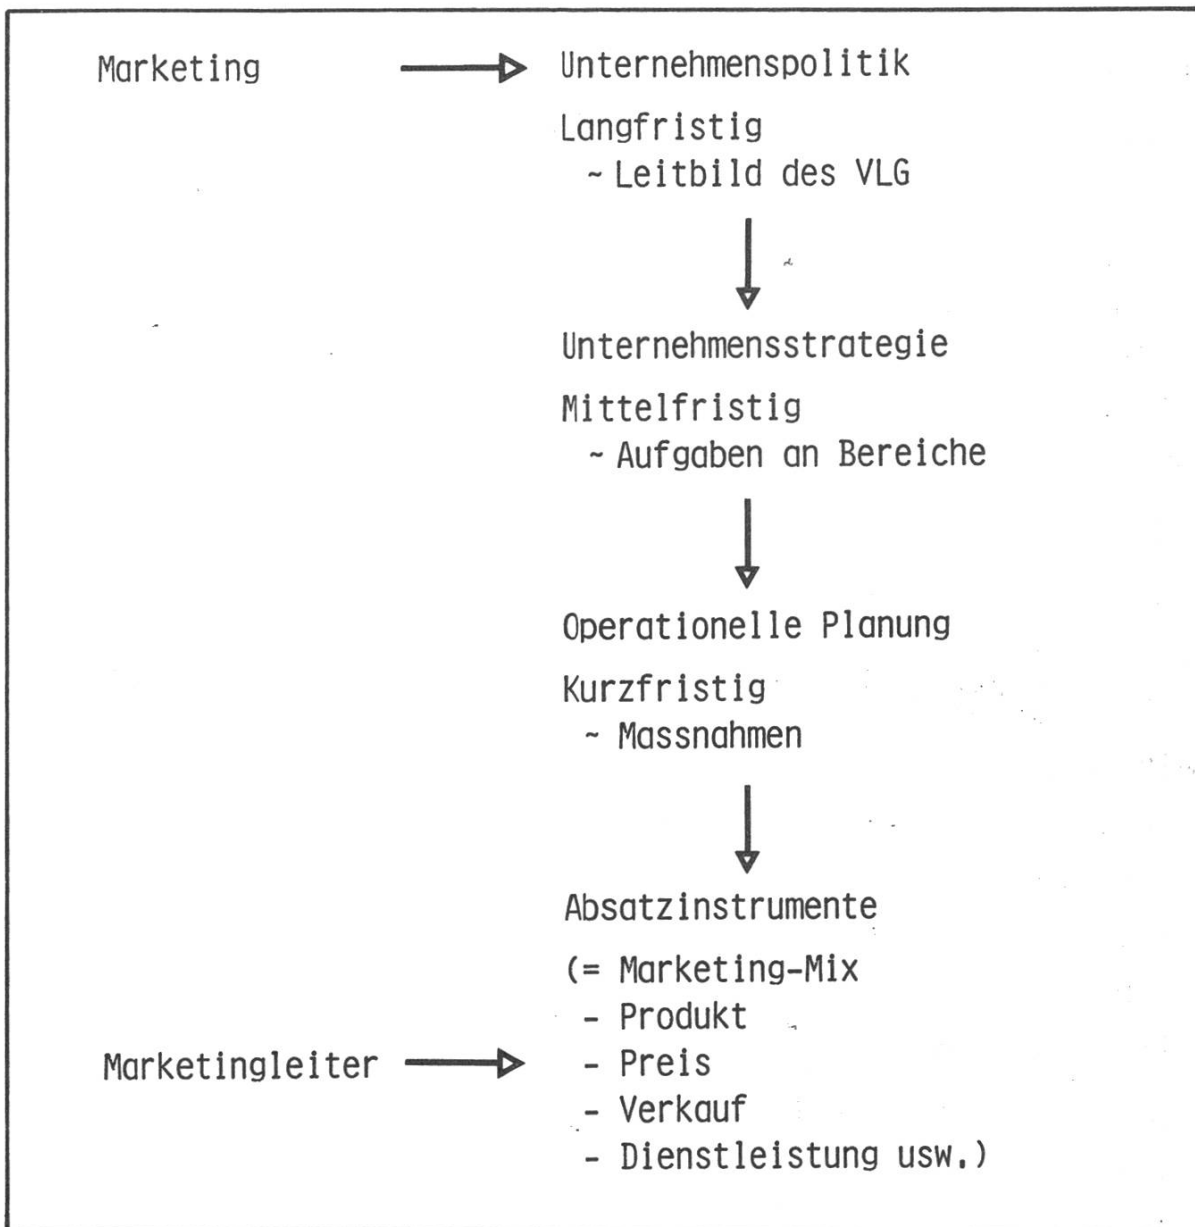 Marketing
Unternehmenspolitik
Langfristig
~ Leitbild des VLG
Unternehmensstrategie
Mittelfristig
~ Aufgaben an Bereiche
Operationelle Planung
Kurzfristig
~ Massnahmen
Absatzinstrumente
(= Marketing-Mix
- Produkt
Marketingleiter
- Preis
- Verkauf
- Dienstleistung usw.)